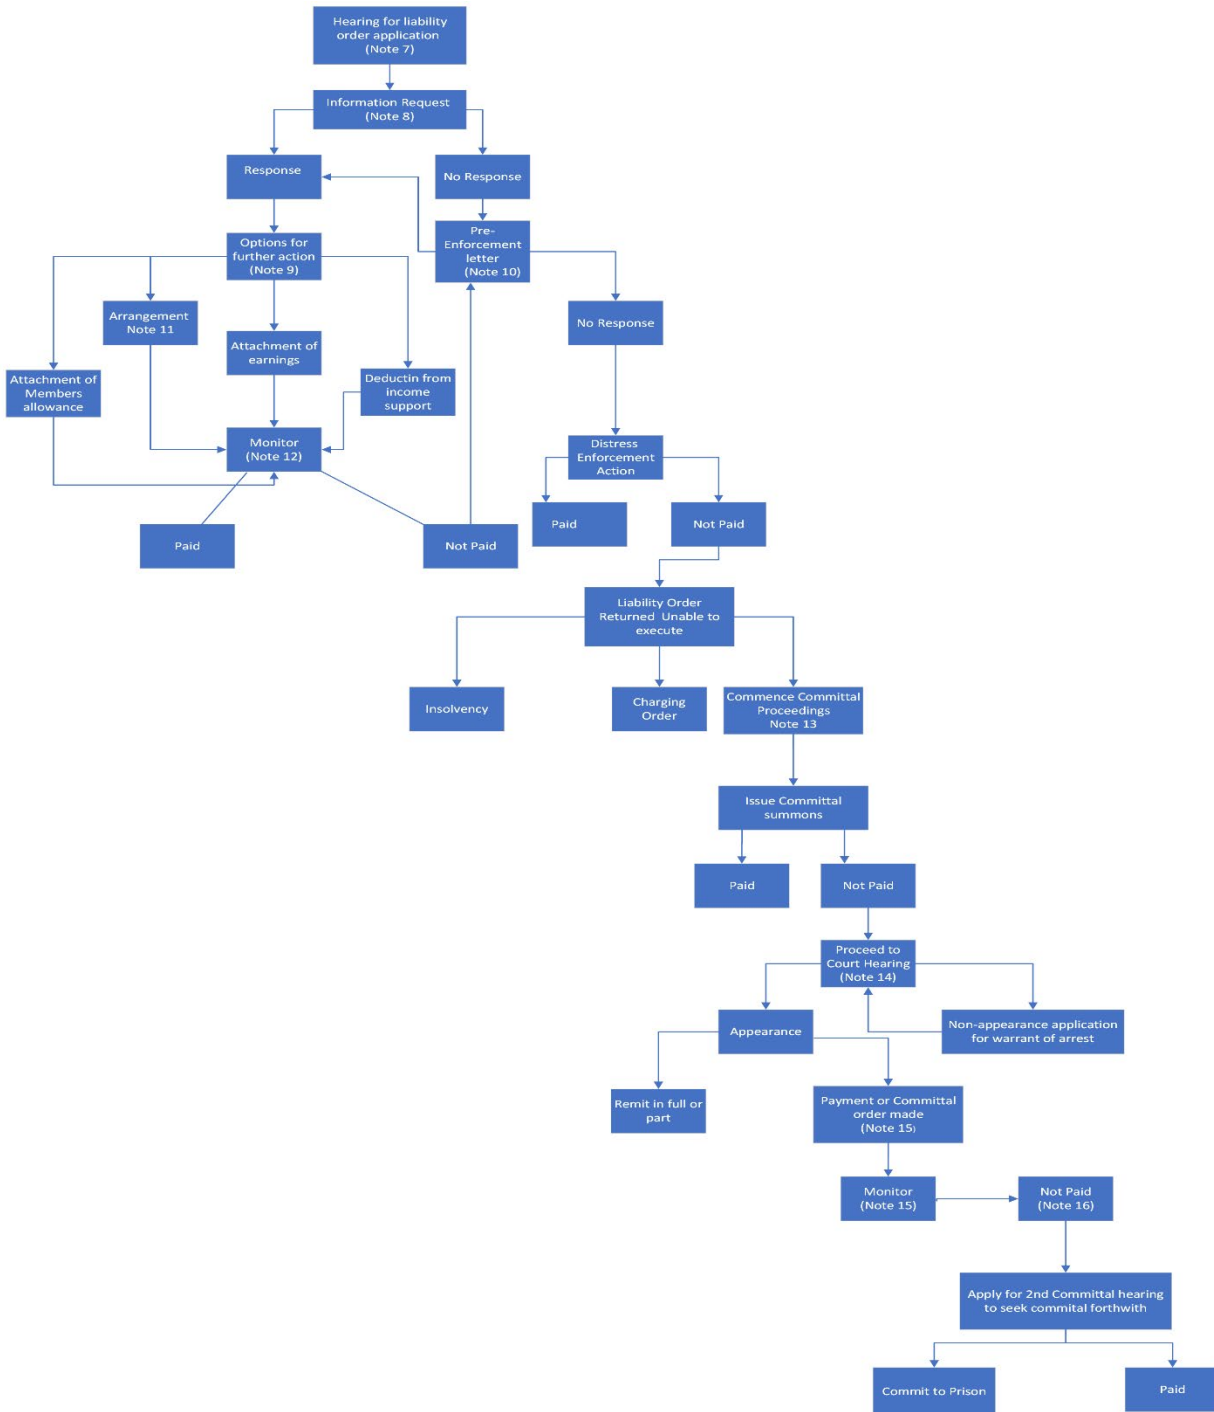 Hearing for liability
order application
(Note 7)
Information Request
(Note 8)
Response
No Response
Pre-
Enforcement
letter
(Note 10)
Options for
further action
(Note 9)
Arrangement
Note 11
No Response
Attachment of
earnings
Attachment of
Members
allowance
Deductin from
income
support
Monitor
(Note 12)
Distress
Enforcement
Action
Paid
Not Paid
Paid
Not Paid
Liability Order
Returned Unable to
execute
Insolvency
Charging
Order
Commence Committal
Proceedings
Note 13
Issue Committal
summons
Paid
Not Paid
Proceed to
Court Hearing
(Note 14)
Appearance
Non-appearance application
for warrant of arrest
Remit in full or
part
Payment or Committal
order made
(Note 15)
Monitor
(Note 15)
Not Paid
(Note 16)
Apply for 2nd Committal hearing
to seek commital forthwith
Commit to Prison
Paid